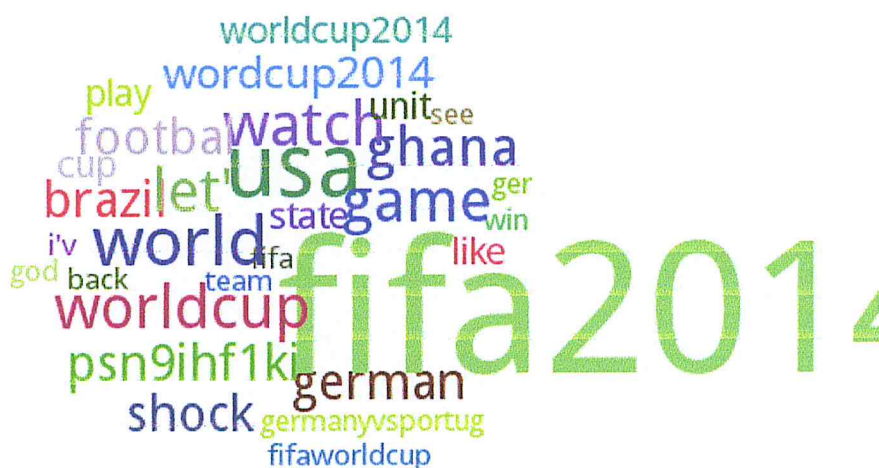 worldcup2014
wordcup2014
play
unit
see
watch
footbal
ghana
cup
usa
let'
ger
brazil
game
state
win
world
i'v
like
fifa
god
back
team
fifa2014
worldcup
psn9ihf1ki
german
shock
germanyvsportug
fifaworldcup